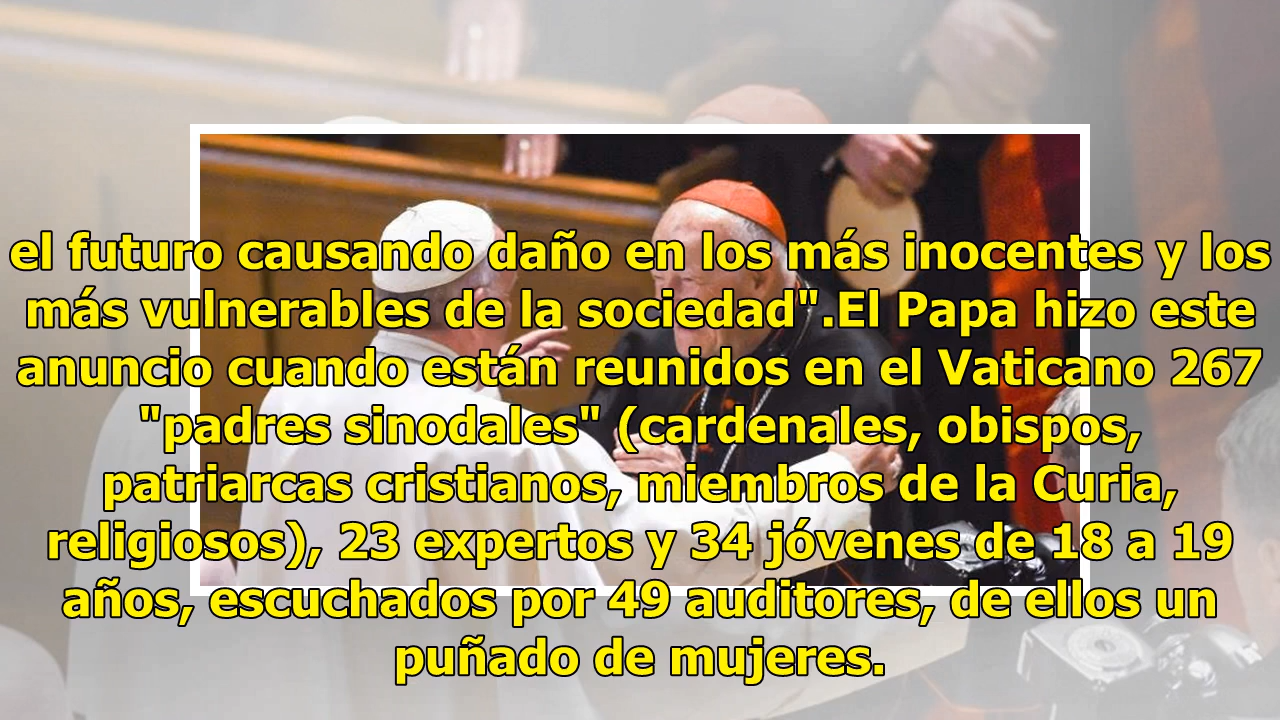 el futuro causando daño en los más inocentes y los
más vulnerables de la sociedad".El Papa hizo este
anuncio cuando están reunidos en el Vaticano 267
"padres sinodales" (cardenales, obispos,
patriarcas cristianos, miembros de la Curia,
religiosos), 23 expertos y 34 jóvenes de 18 a 19
años, escuchados por 49 auditores, de ellos un
puñado de mujeres.